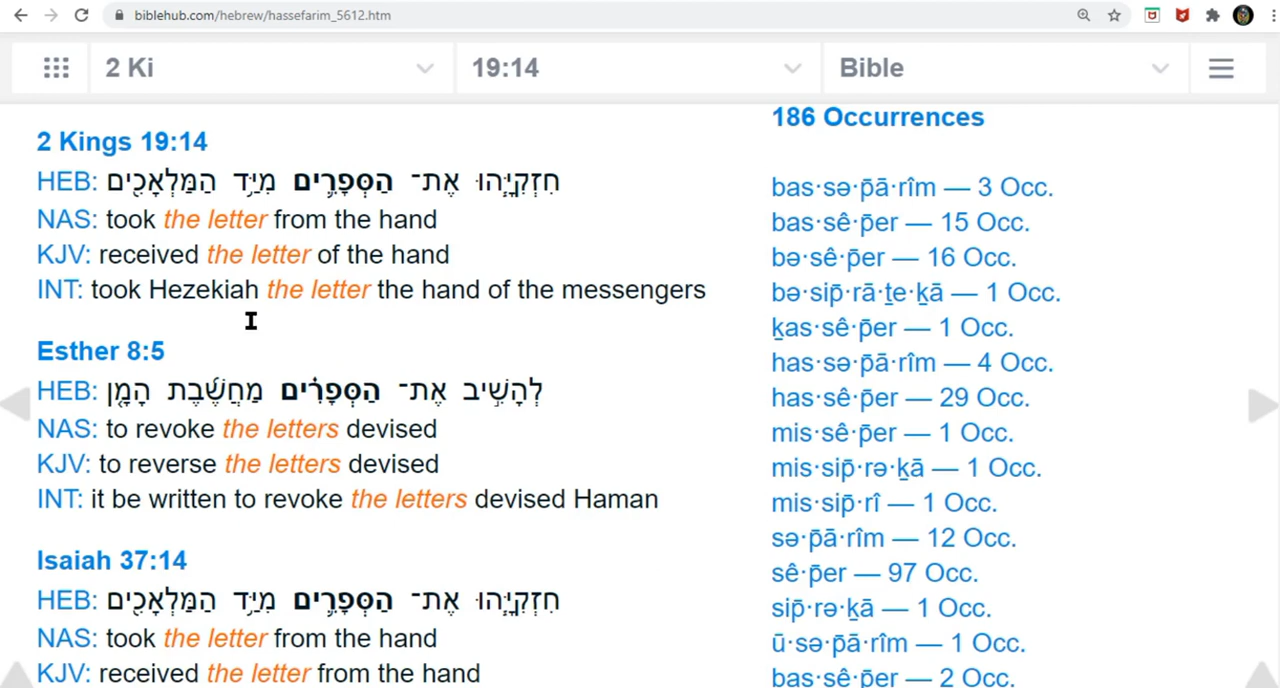 biblehub.com/hebrew/hassefarim_5612.htm
2 Ki
19:14
Bible
2 Kings 19:14
HEB: חִזְקִיָּ֧הוּ אֶת־ הַסְּפָרִ֛ים מִיַּ֥ד הַמַּלְאָכִ֖ים
NAS: took the letter from the hand
KJV: received the letter of the hand
INT: took Hezekiah the letter the hand of the messengers
Esther 8:5
HEB: לְהָשִׁ֣יב אֶת־ הַסְּפָרִ֗ים מַחֲשֶׁ֜בֶת הָמָ֤ן
NAS: to revoke the letters devised
KJV: to reverse the letters devised
INT: it be written to revoke the letters devised Haman
Isaiah 37:14
HEB: חִזְקִיָּ֧הוּ אֶת־ הַסְּפָרִ֛ים מִיַּ֥ד הַמַּלְאָכִ֖ים
NAS: took the letter from the hand
KJV: received the letter from the hand
186 Occurrences
bas·sə·p̄ā·rîm — 3 Occ.
bas·sê·p̄er — 15 Occ.
bə·sê·p̄er — 16 Occ.
bə·sip·rā·ṯe·ḵā — 1 Occ.
ḵas·sê·p̄er — 1 Occ.
has·sə·p̄ā·rîm — 4 Occ.
has·sê·p̄er — 29 Occ.
mis·sê·p̄er — 1 Occ.
mis·sip̄·rə·ḵā — 1 Occ.
mis·sip̄·rî — 1 Occ.
sə·p̄ā·rîm — 12 Occ.
sê·p̄er — 97 Occ.
sip̄·rə·ḵā — 1 Occ.
ū·sə·p̄ā·rîm — 1 Occ.
bas·sê·p̄er — 2 Occ.